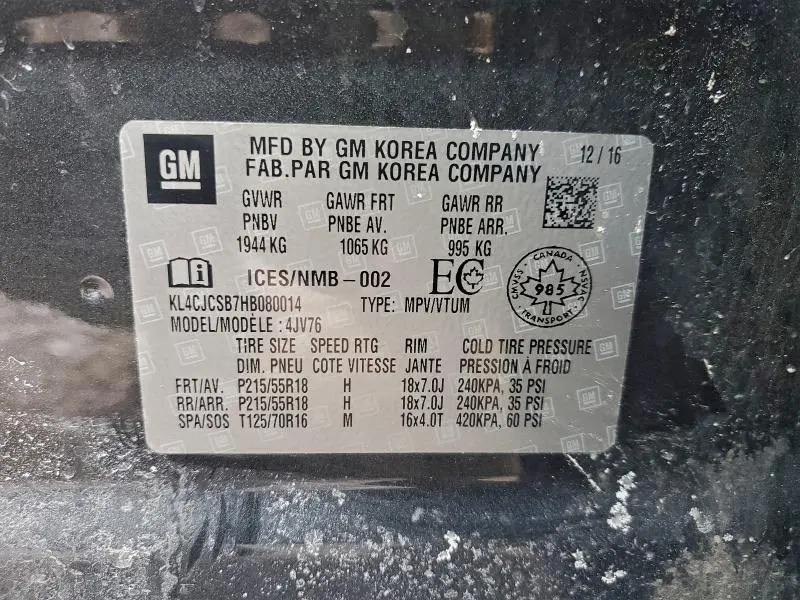 GM MFD BY GM KOREA COMPANY 12 / 16
FAB.PAR GM KOREA COMPANY
GVWR GAWR FRT GAWR RR
PNBV PNBE AV. PNBE ARR.
1944 KG 1065 KG 995 KG
ICES/NMB - 002 EC
CANADA
CMVSS 985 NSVAC
TRANSPORT
KL4CJCSB7HB080014 TYPE: MPV/VTUM
MODEL/MODÈLE : 4JV76
TIRE SIZE SPEED RTG RIM COLD TIRE PRESSURE
DIM. PNEU COTE VITESSE JANTE PRESSION À FROID
FRT/AV. P215/55R18 H 18x7.0J 240KPA, 35 PSI
RR/ARR. P215/55R18 H 18x7.0J 240KPA, 35 PSI
SPA/SOS T125/70R16 M 16x4.0T 420KPA, 60 PSI